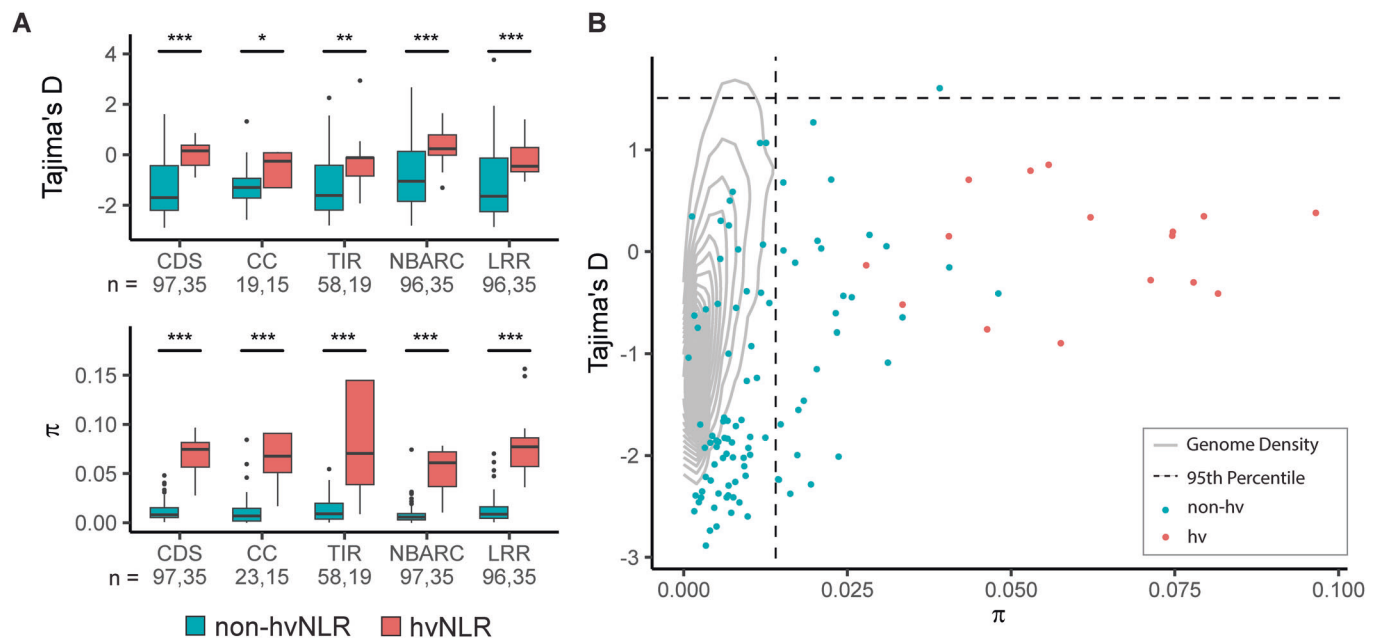 A
*** * ** *** ***
Tajima's D
4
2
0
-2
CDS CC TIR NBARC LRR
n = 97,35 19,15 58,19 96,35 96,35
*** *** *** *** ***
π
0.15
0.10
0.05
0.00
CDS CC TIR NBARC LRR
n = 97,35 23,15 58,19 97,35 96,35
non-hvNLR hvNLR
B
Tajima's D
1
0
-1
-2
-3
0.000 0.025 0.050 0.075 0.100
π
Genome Density
95th Percentile
non-hv
hv